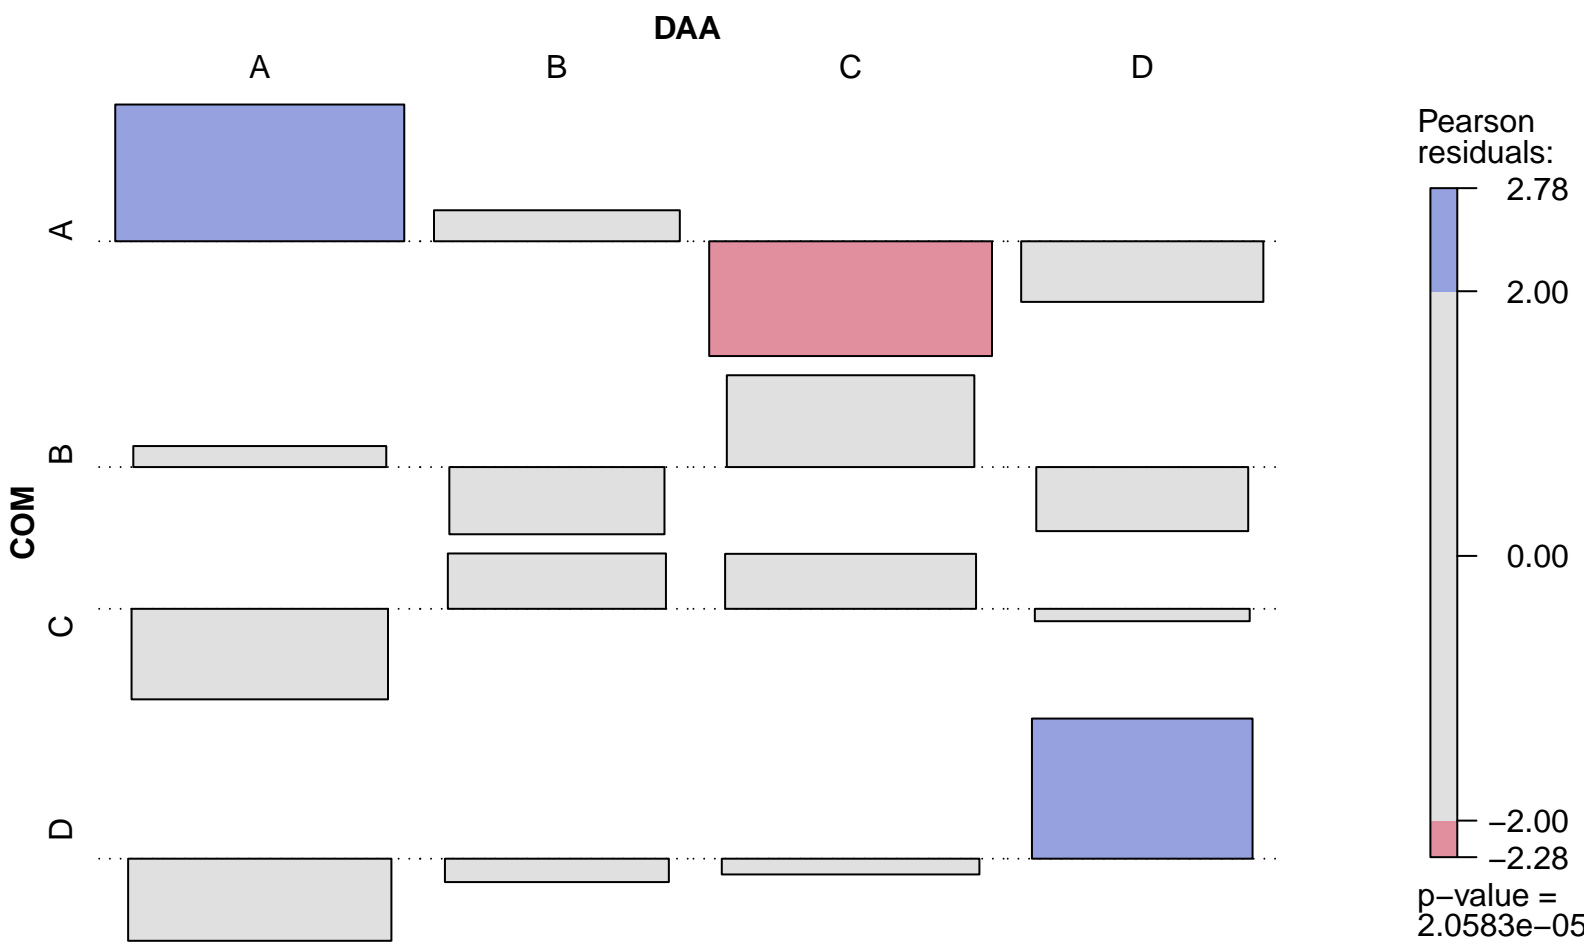 DAA
A B C D
A
B
C
D
COM
Pearson
residuals:
2.78
2.00
0.00
−2.00
−2.28
p−value =
2.0583e−05